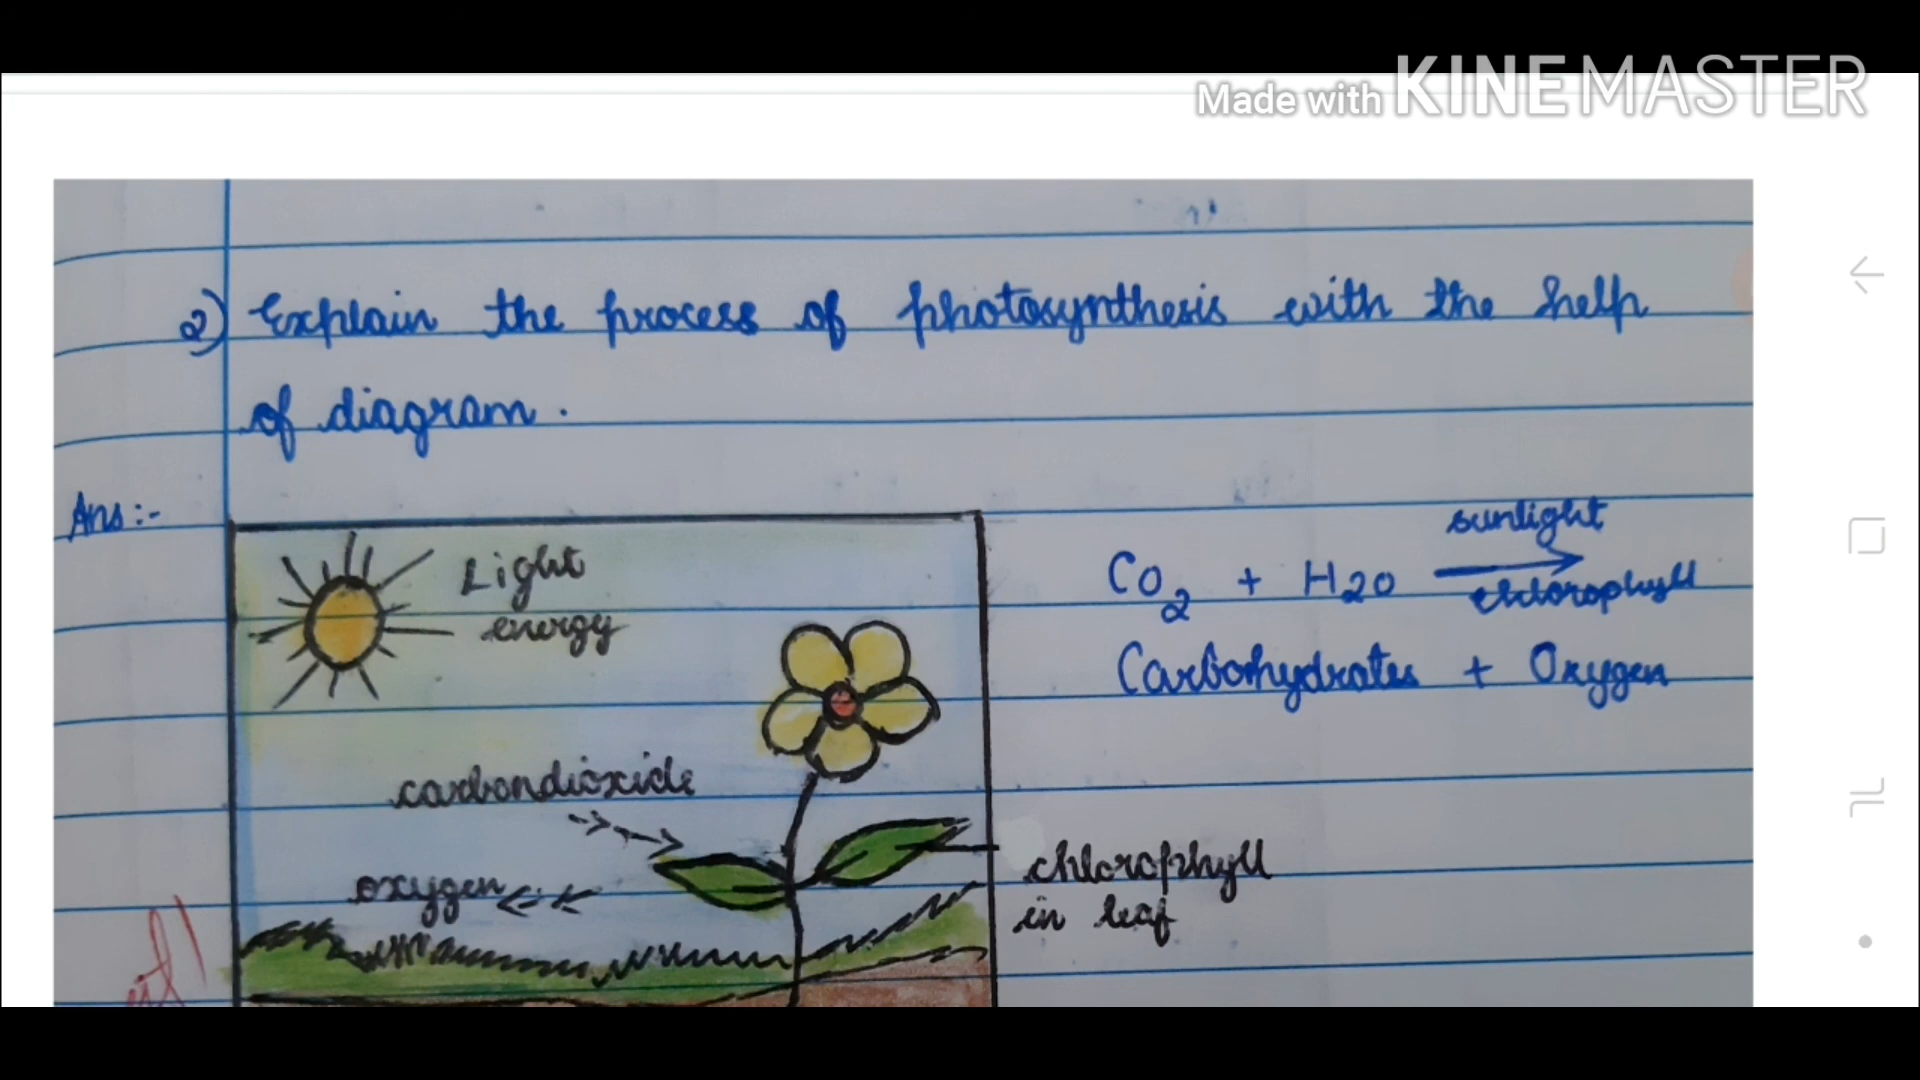 Made with KINEMASTER
2) Explain the process of photosynthesis with the help
of diagram.
Ans:-
Light
energy
sunlight
CO2 + H2O →
chlorophyll
Carbohydrates + Oxygen
carbondioxide
oxygen
chlorophyll
in leaf